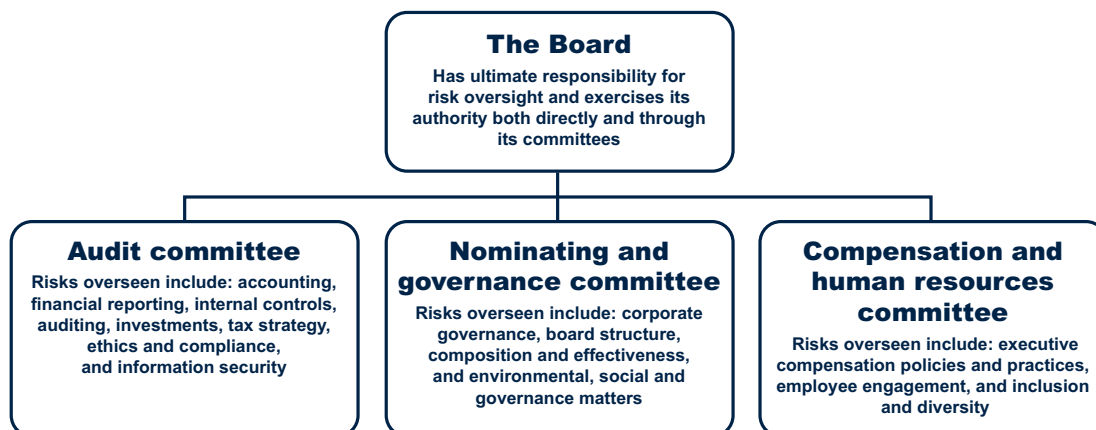 The Board
Has ultimate responsibility for
risk oversight and exercises its
authority both directly and through
its committees
Audit committee
Risks overseen include: accounting,
financial reporting, internal controls,
auditing, investments, tax strategy,
ethics and compliance,
and information security
Nominating and
governance committee
Risks overseen include: corporate
governance, board structure,
composition and effectiveness,
and environmental, social and
governance matters
Compensation and
human resources
committee
Risks overseen include: executive
compensation policies and practices,
employee engagement, and inclusion
and diversity